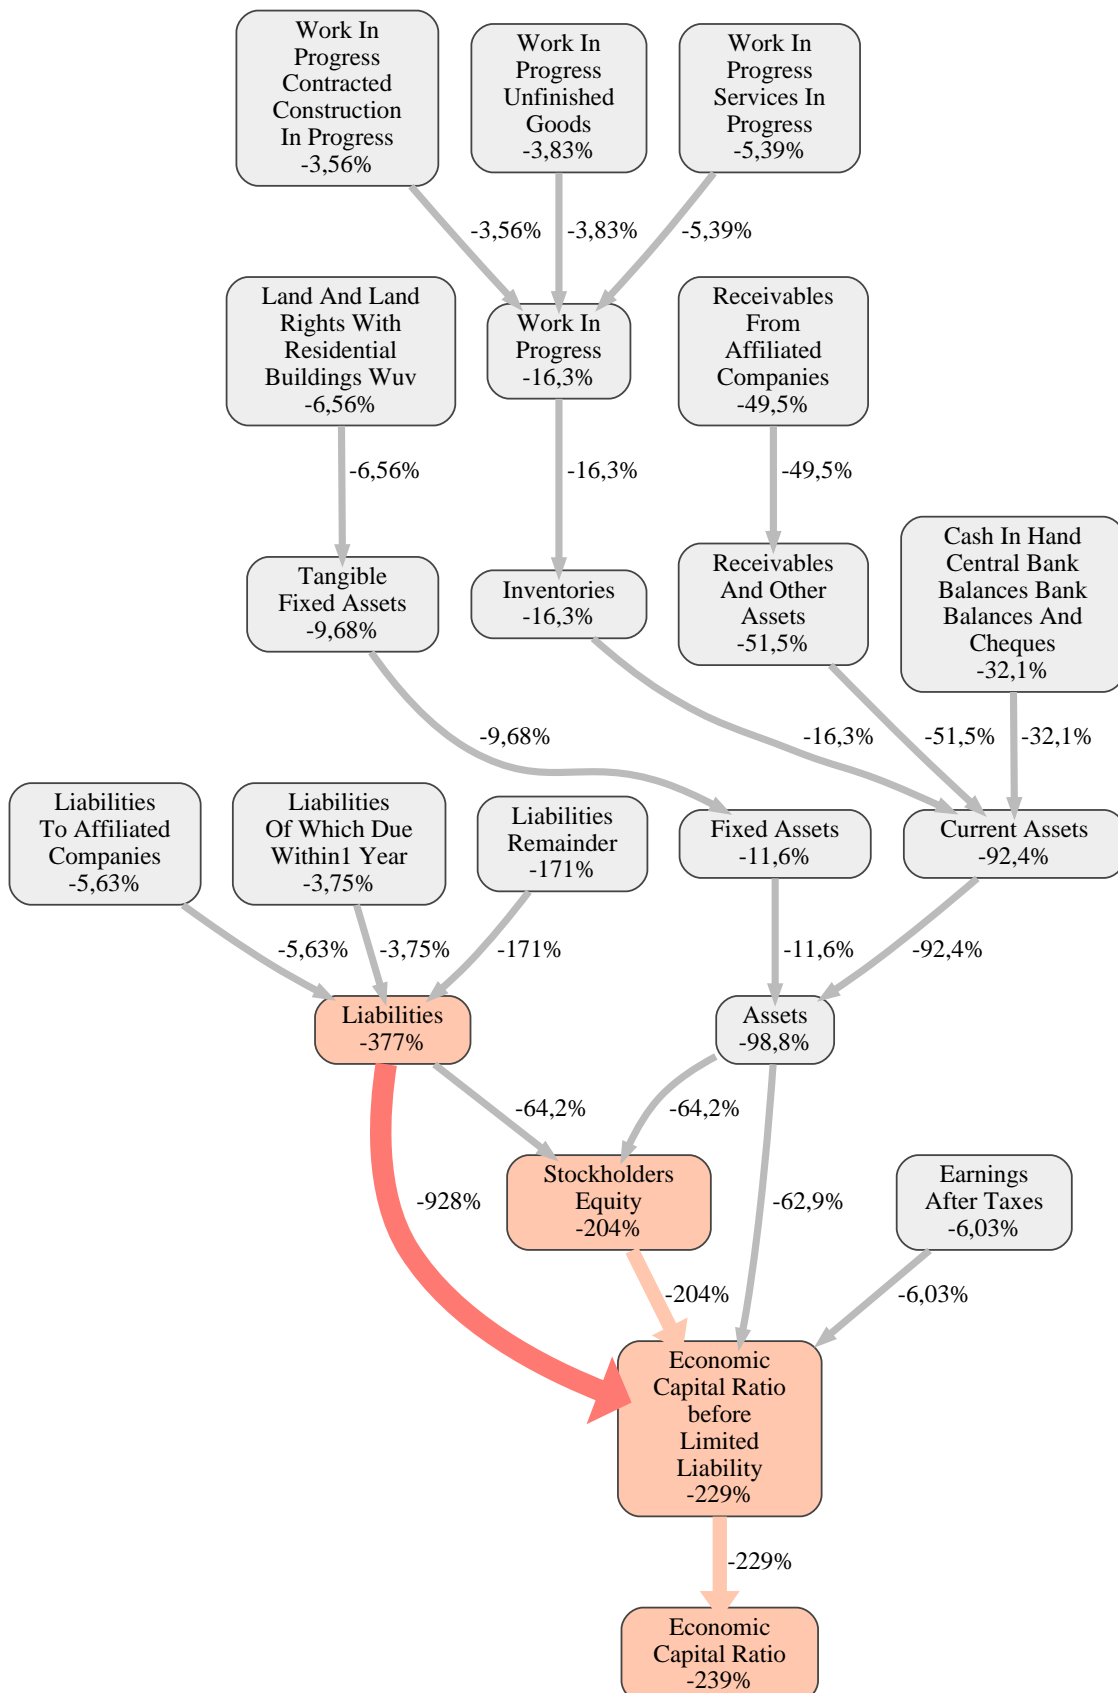 Work In
Progress
Contracted
Construction
In Progress
-3,56%
Work In
Progress
Unfinished
Goods
-3,83%
Work In
Progress
Services In
Progress
-5,39%
-3,56%
-3,83%
-5,39%
Land And Land
Rights With
Residential
Buildings Wuv
-6,56%
Work In
Progress
-16,3%
Receivables
From
Affiliated
Companies
-49,5%
-6,56%
-16,3%
-49,5%
Tangible
Fixed Assets
-9,68%
Inventories
-16,3%
Receivables
And Other
Assets
-51,5%
Cash In Hand
Central Bank
Balances Bank
Balances And
Cheques
-32,1%
-9,68%
-16,3%
-51,5%
-32,1%
Liabilities
To Affiliated
Companies
-5,63%
Liabilities
Of Which Due
Within1 Year
-3,75%
Liabilities
Remainder
-171%
Fixed Assets
-11,6%
Current Assets
-92,4%
-5,63%
-3,75%
-171%
-11,6%
-92,4%
Liabilities
-377%
Assets
-98,8%
-64,2%
-64,2%
-928%
Stockholders
Equity
-204%
-62,9%
Earnings
After Taxes
-6,03%
-204%
-6,03%
Economic
Capital Ratio
before
Limited
Liability
-229%
-229%
Economic
Capital Ratio
-239%